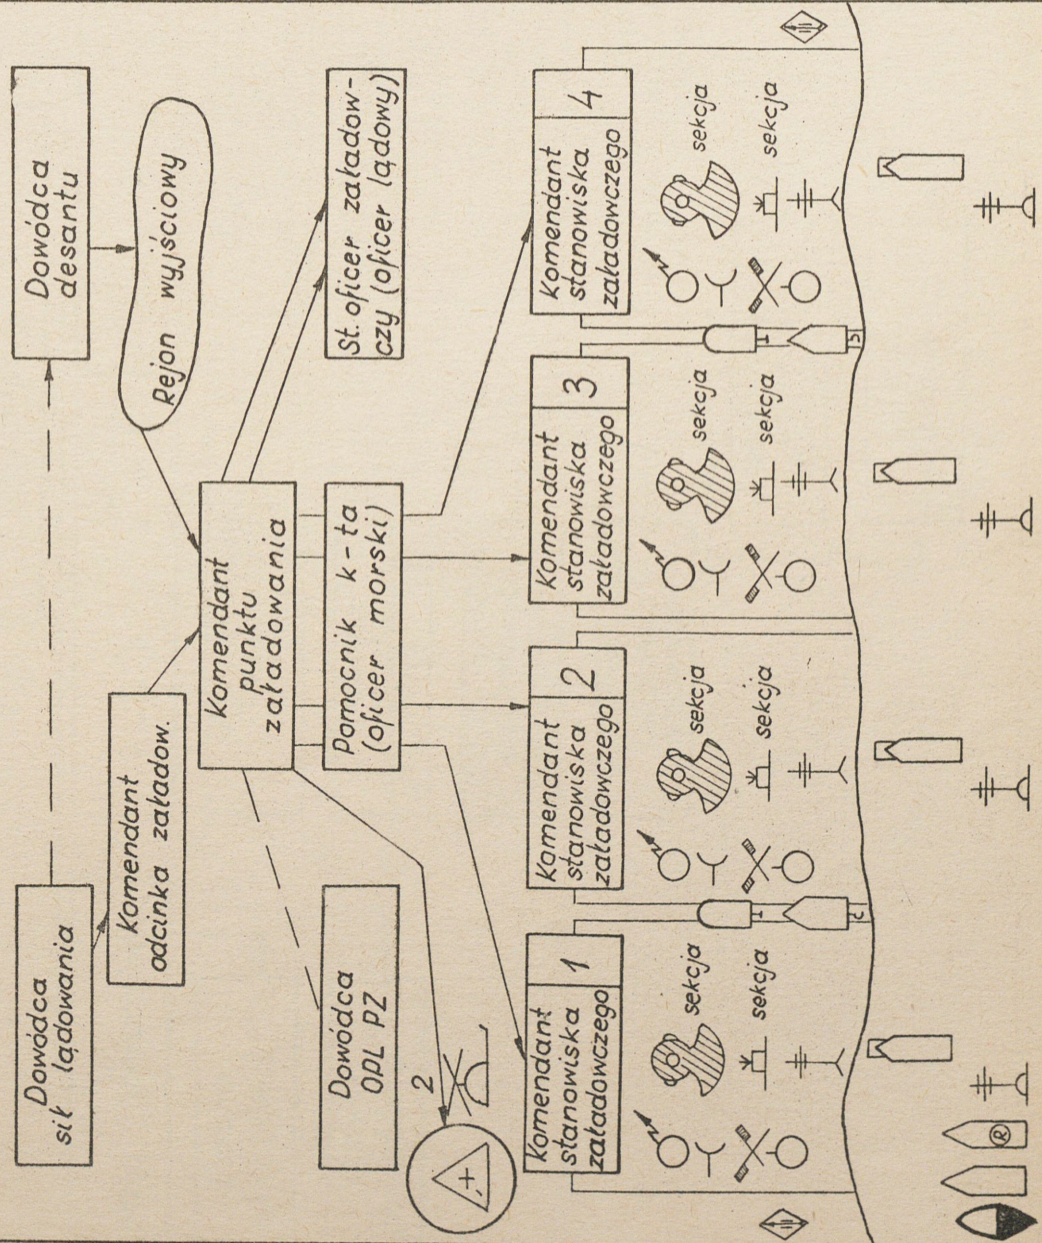 Dowódca
sił lądowania
Dowódca
desantu
Komendant
odcinka załadow.
Rejon wyjściowy
Komendant
punktu
załadowania
Dowódca
OPL PZ
Pomocnik k-ta
(oficer morski)
St. oficer załadow-
czy (oficer lądowy)
2
Komendant
stanowiska
załadowczego
1
Komendant
stanowiska
załadowczego
2
Komendant
stanowiska
załadowczego
3
Komendant
stanowiska
załadowczego
4
sekcja
sekcja
sekcja
sekcja
sekcja
sekcja
sekcja
sekcja
T
C
T
S
R